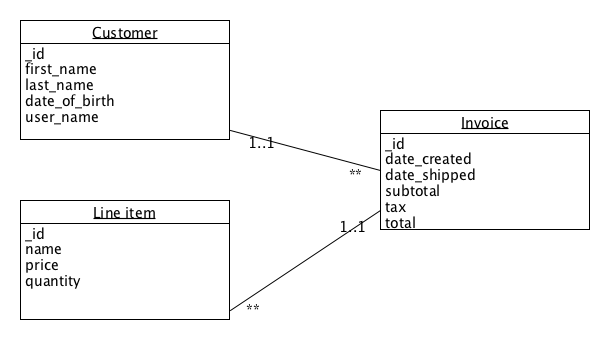 Customer
_id
first_name
last_name
date_of_birth
user_name
1..1
**
Invoice
_id
date_created
date_shipped
subtotal
tax
total
1..1
Line item
_id
name
price
quantity
**